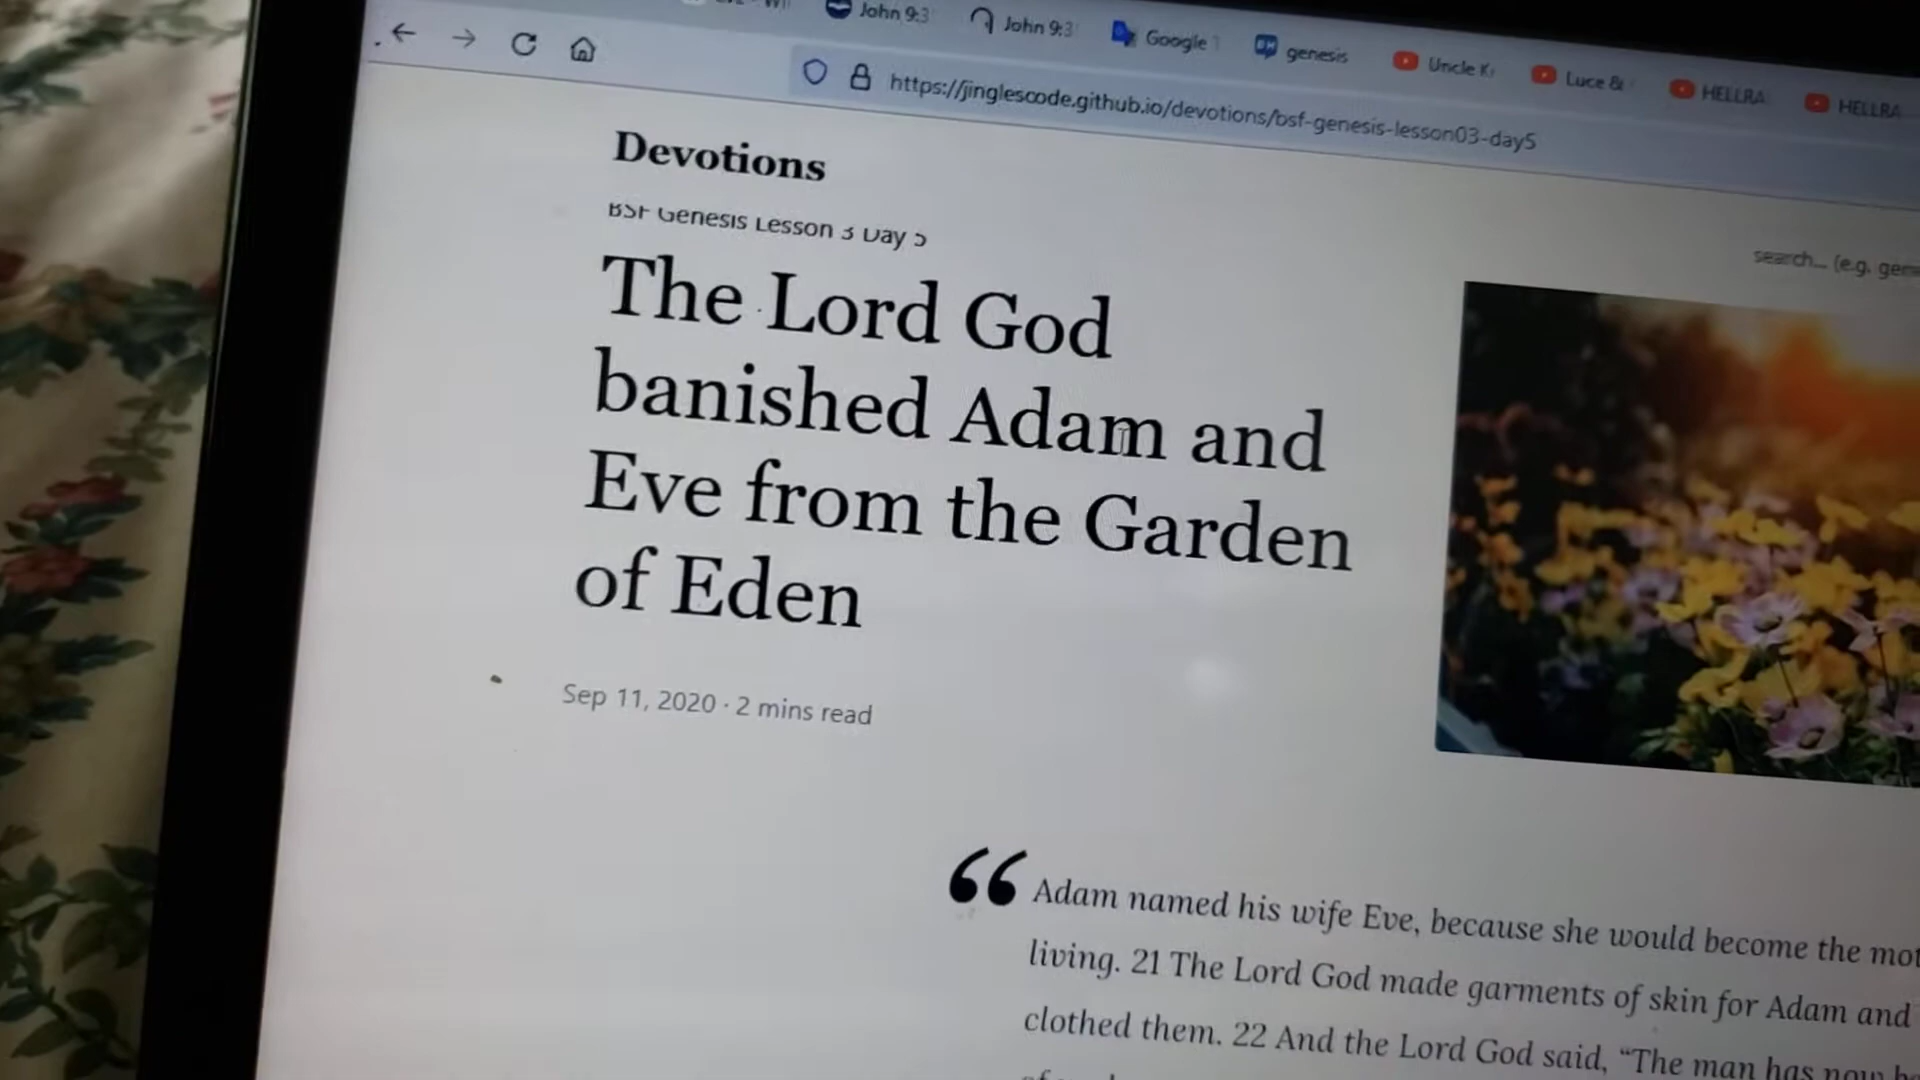 John 9:3
John 9:3
Google
genesis
Uncle
Luce &
HELLRA
HELLRA
https://jinglescode.github.io/devotions/bsf-genesis-lesson03-day5
Devotions
BSF Genesis Lesson 3 Day 5
search... (e.g.
The Lord God
banished Adam and
Eve from the Garden
of Eden
Sep 11, 2020 · 2 mins read
“ Adam named his wife Eve, because she would become the
living. 21 The Lord God made garments of skin for Adam and
clothed them. 22 And the Lord God said, “The man has now